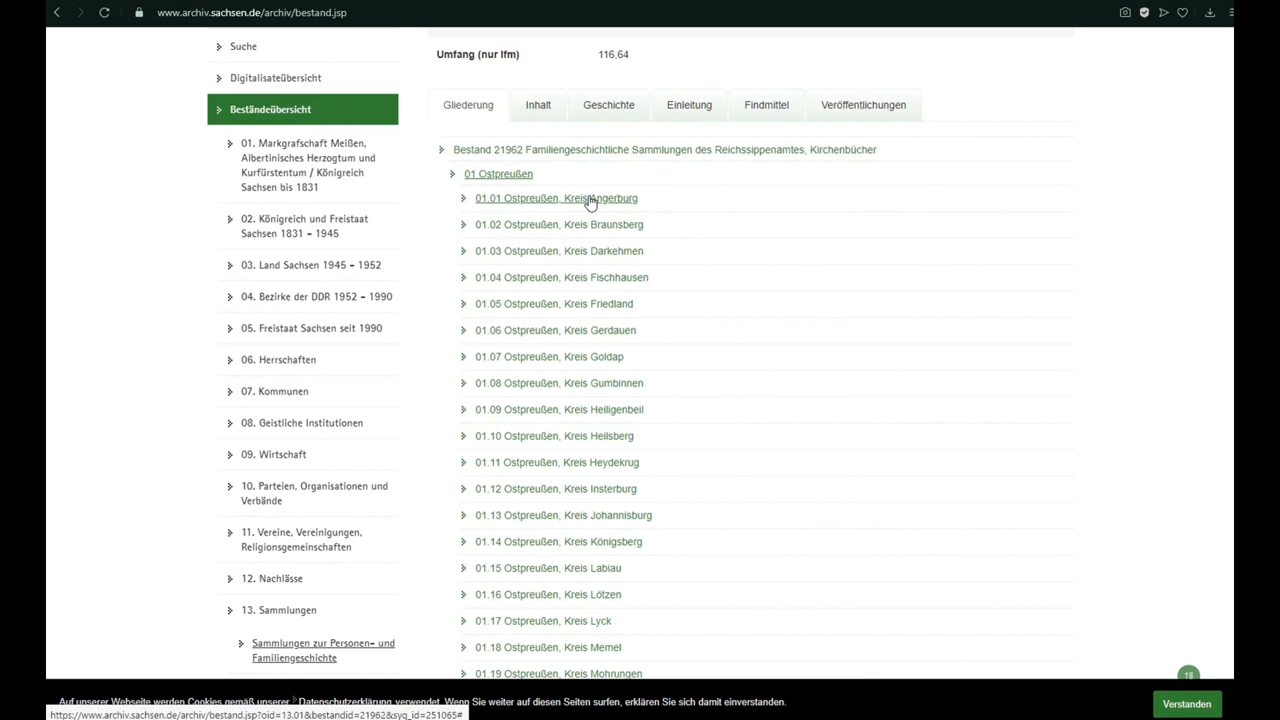 www.archiv.sachsen.de/archiv/bestand.jsp
Suche
Digitalisateübersicht
Beständeübersicht
01. Markgrafschaft Meißen,
Albertinisches Herzogtum und
Kurfürstentum / Königreich
Sachsen bis 1831
02. Königreich und Freistaat
Sachsen 1831 - 1945
03. Land Sachsen 1945 - 1952
04. Bezirke der DDR 1952 - 1990
05. Freistaat Sachsen seit 1990
06. Herrschaften
07. Kommunen
08. Geistliche Institutionen
09. Wirtschaft
10. Parteien, Organisationen und
Verbände
11. Vereine, Vereinigungen,
Religionsgemeinschaften
12. Nachlässe
13. Sammlungen
Sammlungen zur Personen- und
Familiengeschichte
Umfang (nur lfm) 116,64
Gliederung Inhalt Geschichte Einleitung Findmittel Veröffentlichungen
Bestand 21962 Familiengeschichtliche Sammlungen des Reichssippenamtes, Kirchenbücher
01 Ostpreußen
01.01 Ostpreußen, Kreis Angerburg
01.02 Ostpreußen, Kreis Braunsberg
01.03 Ostpreußen, Kreis Darkehmen
01.04 Ostpreußen, Kreis Fischhausen
01.05 Ostpreußen, Kreis Friedland
01.06 Ostpreußen, Kreis Gerdauen
01.07 Ostpreußen, Kreis Goldap
01.08 Ostpreußen, Kreis Gumbinnen
01.09 Ostpreußen, Kreis Heiligenbeil
01.10 Ostpreußen, Kreis Heilsberg
01.11 Ostpreußen, Kreis Heydekrug
01.12 Ostpreußen, Kreis Insterburg
01.13 Ostpreußen, Kreis Johannisburg
01.14 Ostpreußen, Kreis Königsberg
01.15 Ostpreußen, Kreis Labiau
01.16 Ostpreußen, Kreis Lötzen
01.17 Ostpreußen, Kreis Lyck
01.18 Ostpreußen, Kreis Memel
01.19 Ostpreußen, Kreis Mohrungen
Auf unserer Webseite werden Cookies gemäß unserer Datenschutzerklärung verwendet. Wenn Sie weiter auf diesen Seiten surfen, erklären Sie sich damit einverstanden.
Verstanden
https://www.archiv.sachsen.de/archiv/bestand.jsp?oid=13.01&bestandid=21962&syg_id=251065#